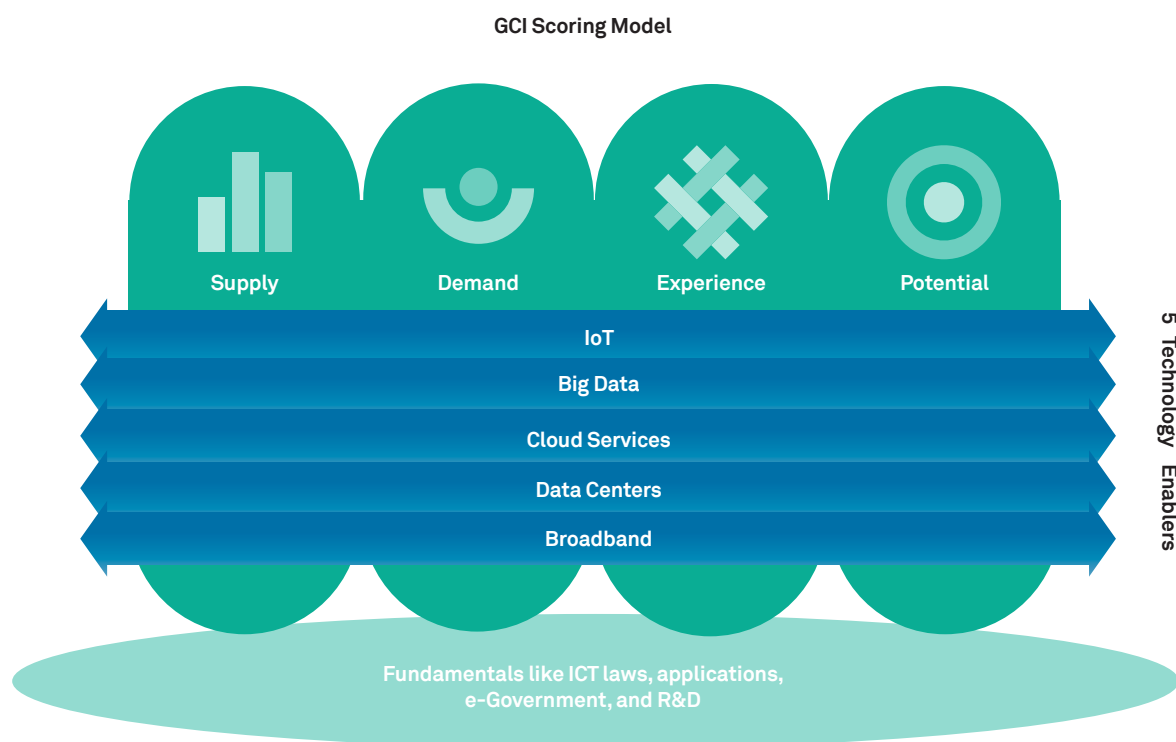 GCI Scoring Model
Supply
Demand
Experience
Potential
IoT
Big Data
Cloud Services
Data Centers
Broadband
5 Technology Enablers
Fundamentals like ICT laws, applications,
e-Government, and R&D